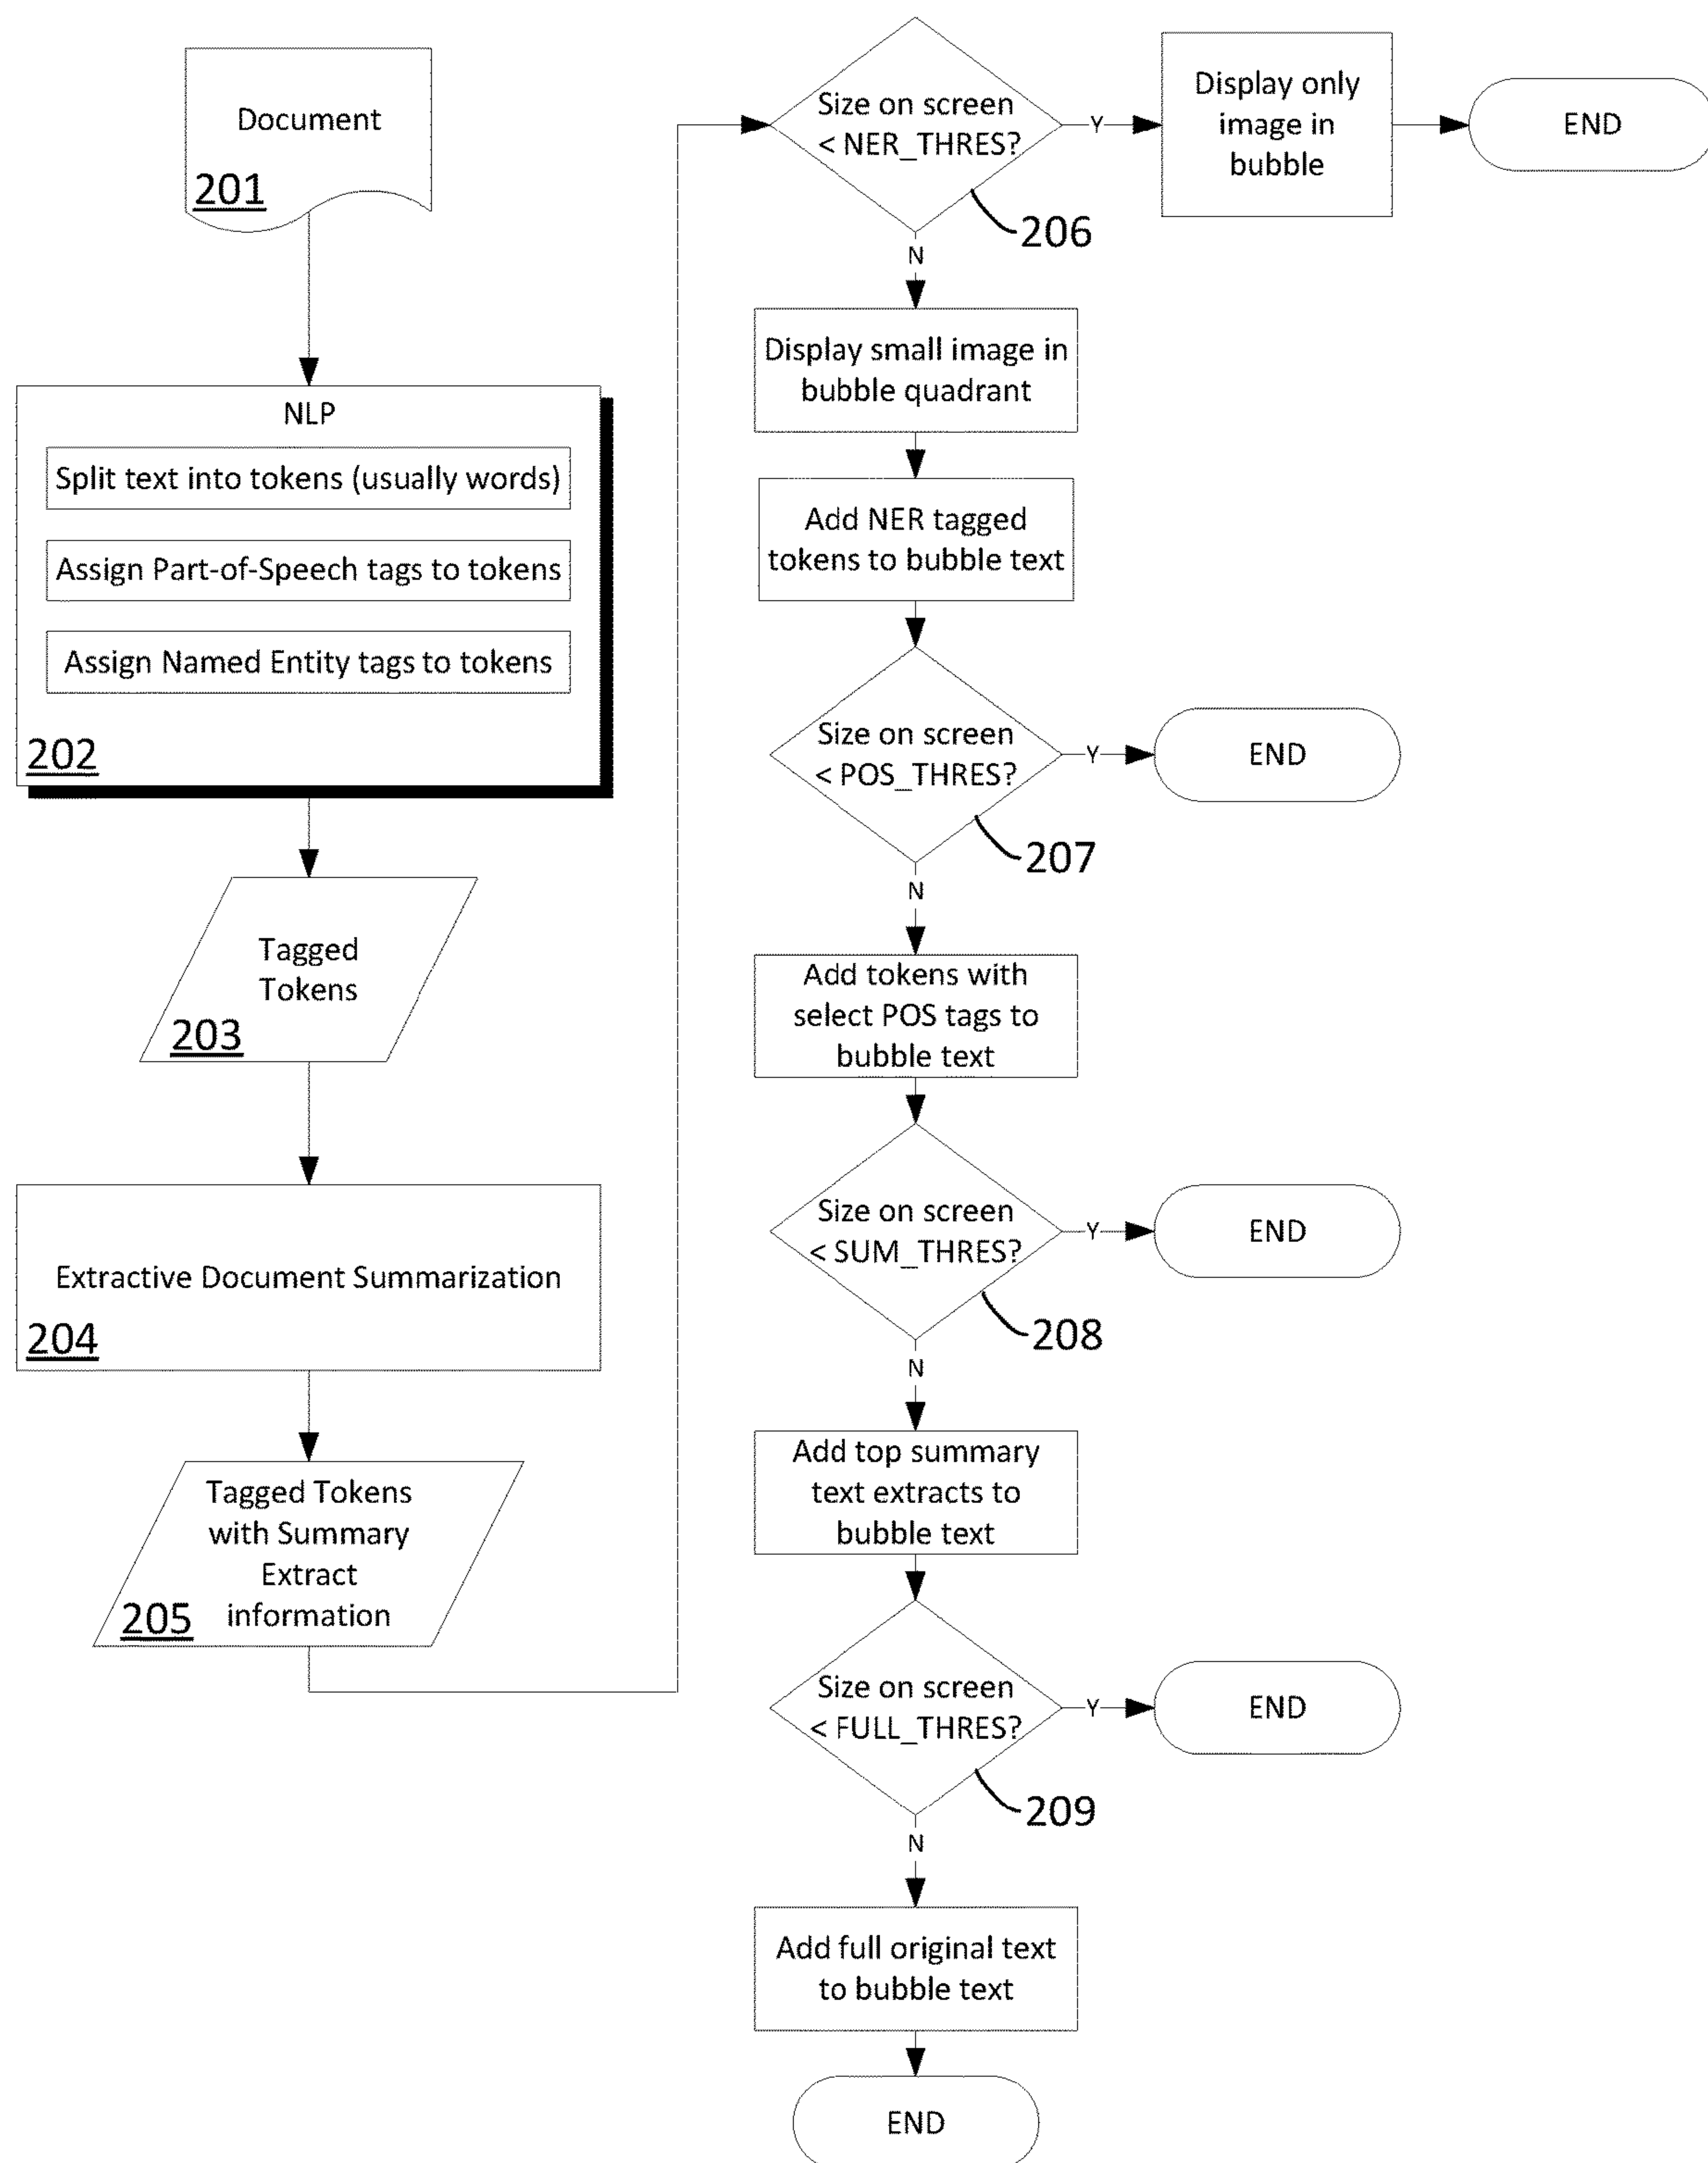 Document
201
NLP
Split text into tokens (usually words)
Assign Part-of-Speech tags to tokens
Assign Named Entity tags to tokens
202
Tagged
Tokens
203
Extractive Document Summarization
204
Tagged Tokens
with Summary
Extract
information
205
Size on screen
< NER_THRES?
206
Y
Display only
image in
bubble
END
N
Display small image in
bubble quadrant
Add NER tagged
tokens to bubble text
Size on screen
< POS_THRES?
207
Y
END
N
Add tokens with
select POS tags to
bubble text
Size on screen
< SUM_THRES?
208
Y
END
N
Add top summary
text extracts to
bubble text
Size on screen
< FULL_THRES?
209
Y
END
N
Add full original text
to bubble text
END